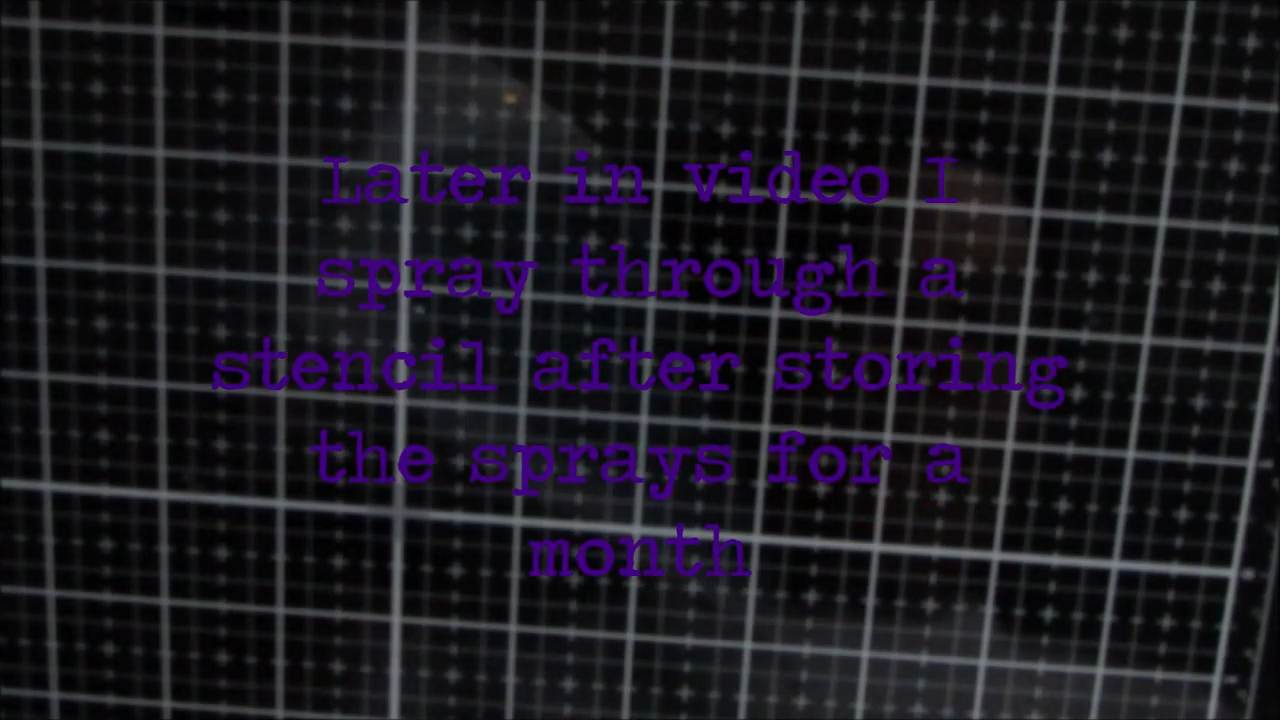 Later in video I
spray through a
stencil after storing
the sprays for a
month